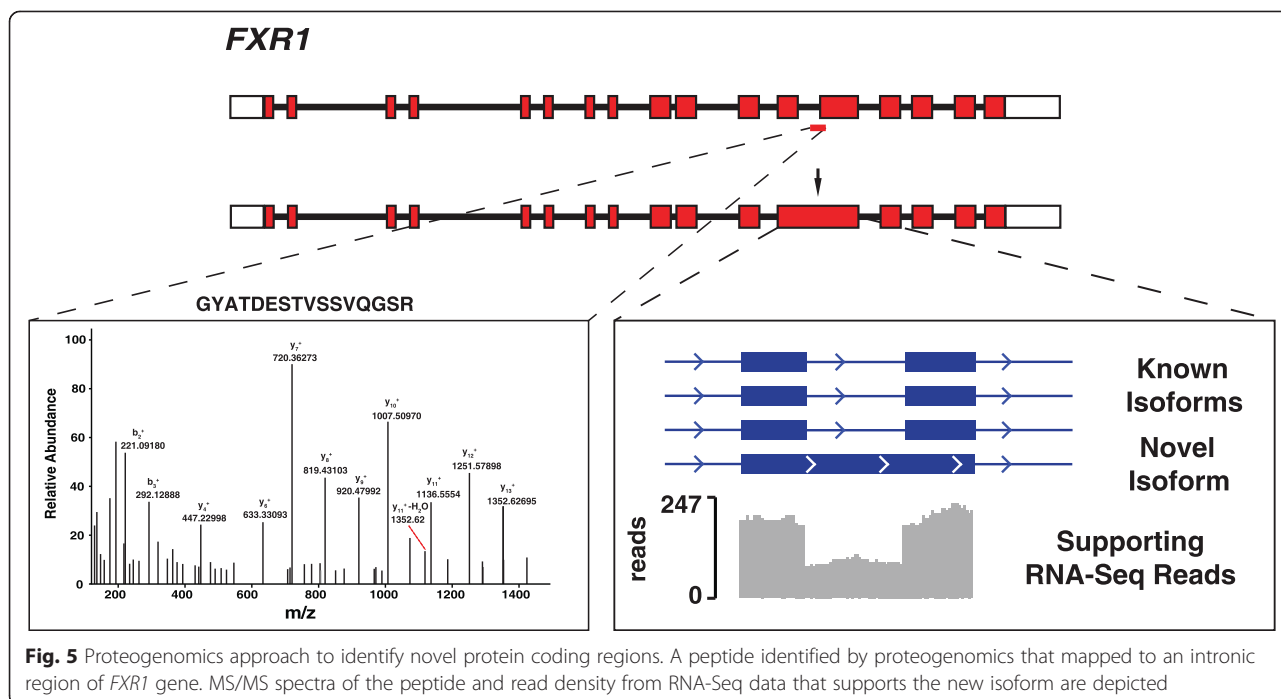 FXR1
GYATDESTVSSVQGSR
Relative Abundance
100
80
60
40
20
0
200
400
600
800
1000
1200
1400
m/z
b₂⁺
221.09180
b₃⁺
292.12888
y₄⁺
447.22998
y₆⁺
633.33093
y₇⁺
720.36273
y₈⁺
819.43103
y₉⁺
920.47992
y₁₀⁺
1007.50970
y₁₁⁺-H₂O
1352.62
y₁₁⁺
1136.5554
y₁₂⁺
1251.57898
y₁₃⁺
1352.62695
Known
Isoforms
Novel
Isoform
reads
247
0
Supporting
RNA-Seq Reads
Fig. 5 Proteogenomics approach to identify novel protein coding regions. A peptide identified by proteogenomics that mapped to an intronic
region of FXR1 gene. MS/MS spectra of the peptide and read density from RNA-Seq data that supports the new isoform are depicted